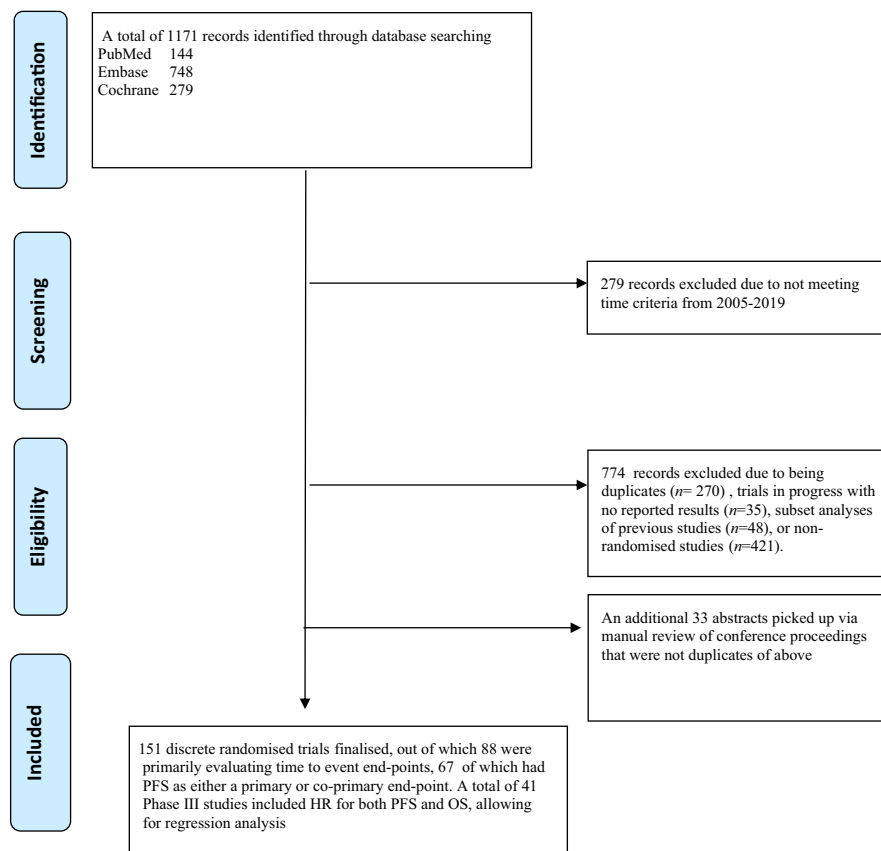 Identification
A total of 1171 records identified through database searching
PubMed 144
Embase 748
Cochrane 279
Screening
279 records excluded due to not meeting
time criteria from 2005-2019
Eligibility
774 records excluded due to being
duplicates (n= 270) , trials in progress with
no reported results (n=35), subset analyses
of previous studies (n=48), or non-
randomised studies (n=421).
An additional 33 abstracts picked up via
manual review of conference proceedings
that were not duplicates of above
Included
151 discrete randomised trials finalised, out of which 88 were
primarily evaluating time to event end-points, 67 of which had
PFS as either a primary or co-primary end-point. A total of 41
Phase III studies included HR for both PFS and OS, allowing
for regression analysis